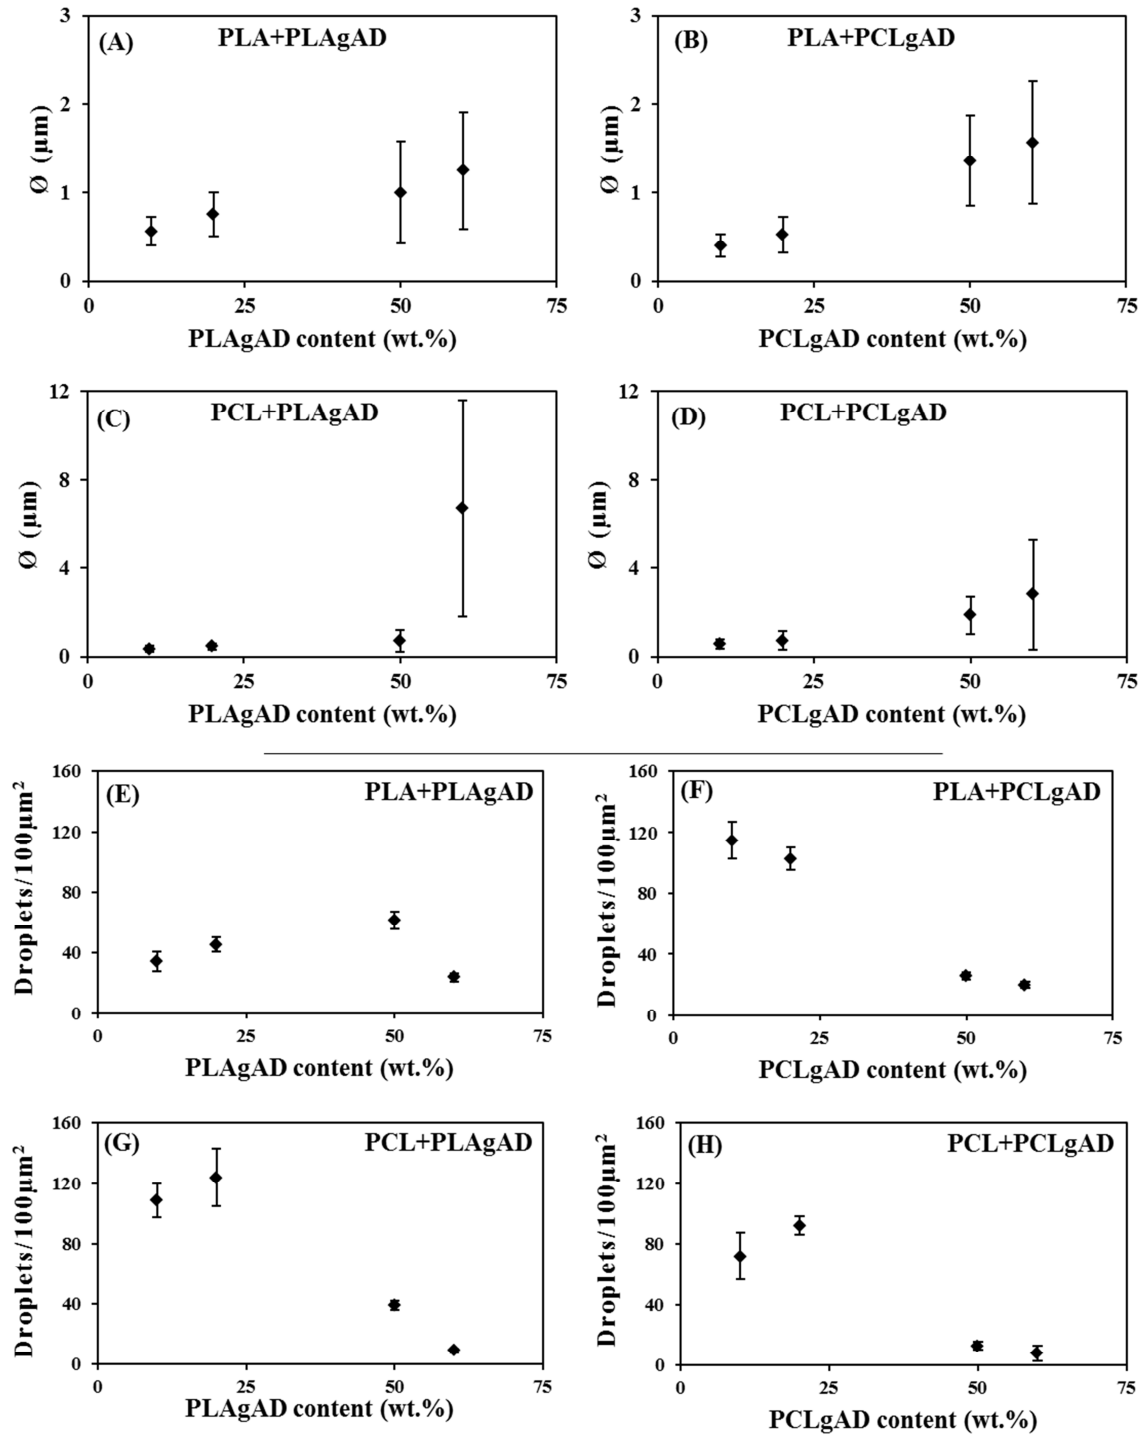 (A) PLA+PLAgAD
Ø (µm)
3
2
1
0
0 25 50 75
PLAgAD content (wt.%)
(B) PLA+PCLgAD
Ø (µm)
3
2
1
0
0 25 50 75
PCLgAD content (wt.%)
(C) PCL+PLAgAD
Ø (µm)
12
8
4
0
0 25 50 75
PLAgAD content (wt.%)
(D) PCL+PCLgAD
Ø (µm)
12
8
4
0
0 25 50 75
PCLgAD content (wt.%)
(E) PLA+PLAgAD
Droplets/100µm²
160
120
80
40
0
0 25 50 75
PLAgAD content (wt.%)
(F) PLA+PCLgAD
Droplets/100µm²
160
120
80
40
0
0 25 50 75
PCLgAD content (wt.%)
(G) PCL+PLAgAD
Droplets/100µm²
160
120
80
40
0
0 25 50 75
PLAgAD content (wt.%)
(H) PCL+PCLgAD
Droplets/100µm²
160
120
80
40
0
0 25 50 75
PCLgAD content (wt.%)